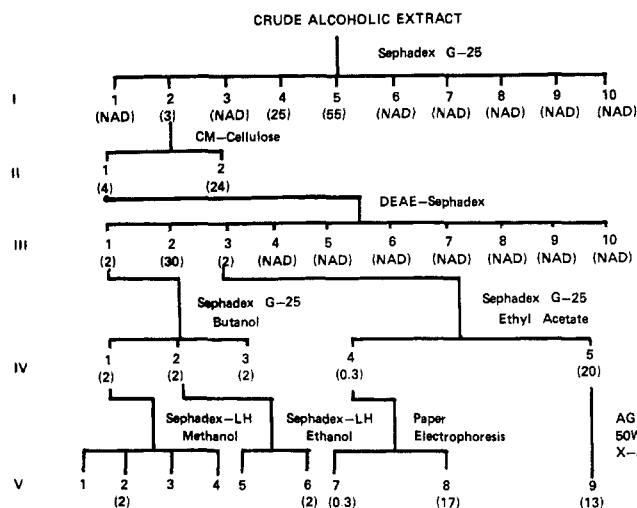 CRUDE ALCOHOLIC EXTRACT
Sephadex G-25
I
1 2 3 4 5 6 7 8 9 10
(NAD) (3) (NAD) (25) (55) (NAD) (NAD) (NAD) (NAD) (NAD)
CM-Cellulose
II
1 2
(4) (24)
DEAE-Sephadex
III
1 2 3 4 5 6 7 8 9 10
(2) (30) (2) (NAD) (NAD) (NAD) (NAD) (NAD) (NAD) (NAD)
Sephadex G-25
Butanol
Sephadex G-25
Ethyl Acetate
IV
1 2 3 4 5
(2) (2) (2) (0.3) (20)
Sephadex-LH
Methanol
Sephadex-LH
Ethanol
Paper
Electrophoresis
AG
50W
X-
V
1 2 3 4 5 6 7 8 9
(2) (2) (0.3) (17) (13)